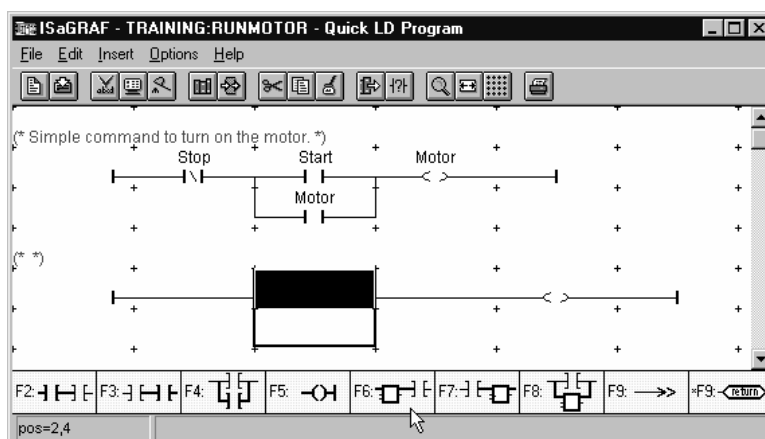 ISaGRAF - TRAINING:RUNMOTOR - Quick LD Program
File Edit Insert Options Help
(* Simple command to turn on the motor. *)
Stop Start Motor
Motor
(* *)
F2: F3: F4: F5: F6: F7: F8: F9: *F9: return
pos=2,4